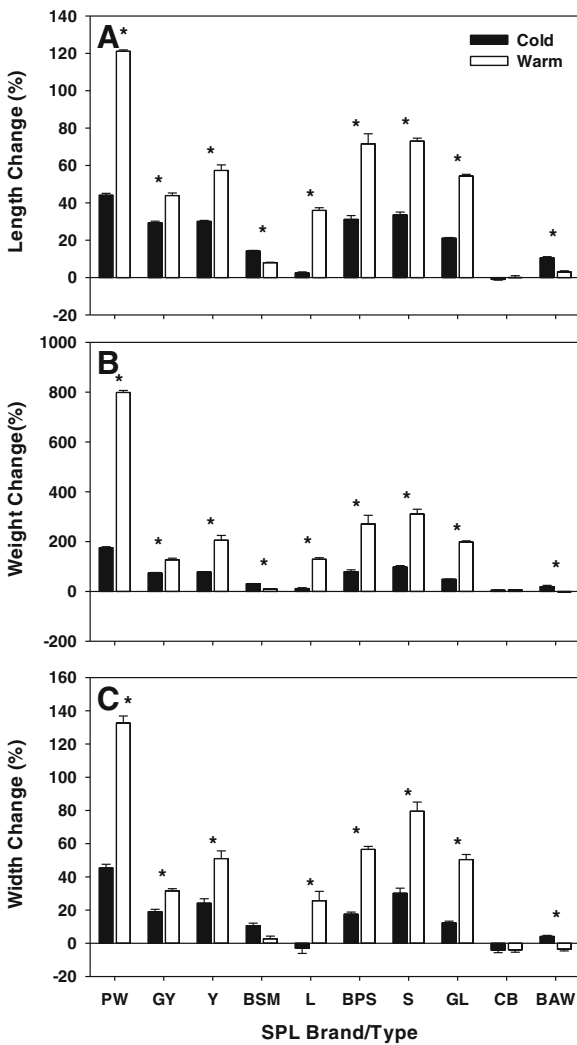 A
Cold
Warm
Length Change (%)
140
120
100
80
60
40
20
0
-20
* * * * * * * * *
B
Weight Change(%)
1000
800
600
400
200
0
-200
* * * * * * * * *
C
Width Change (%)
160
140
120
100
80
60
40
20
0
-20
* * * * * * * *
PW GY Y BSM L BPS S GL CB BAW
SPL Brand/Type